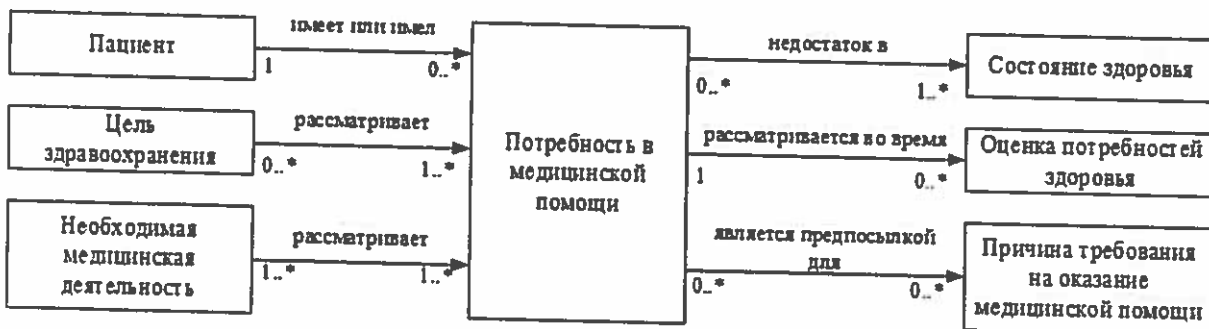 Пациент
имеет или имел
1
0..*
Цель
здравоохранения
рассматривает
0..*
1..*
Необходимая
медицинская
деятельность
рассматривает
1..*
1..*
Потребность в
медицинской
помощи
недостаток в
0..*
1..*
Состояние здоровья
рассматривается во время
1
0..*
Оценка потребностей
здоровья
является предпосылкой
для
0..*
0..*
Причина требования
на оказание
медицинской помощи